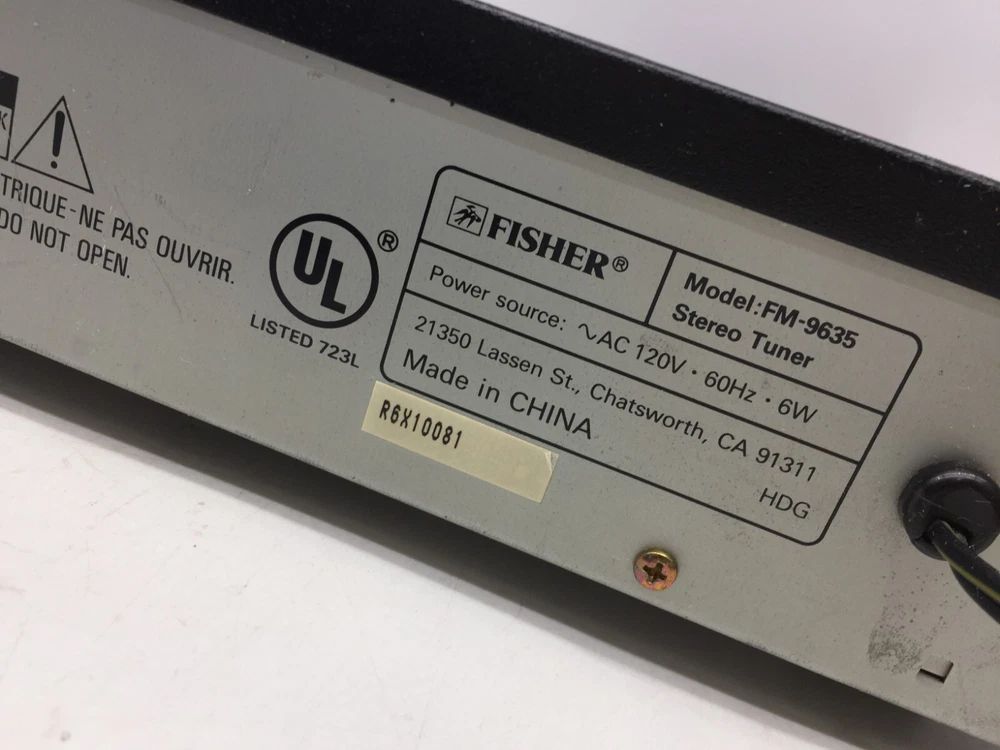 TRIQUE-NE PAS OUVRIR.
DO NOT OPEN.
UL ®
LISTED 723L
FISHER®
Model:FM-9635
Stereo Tuner
Power source: ∿AC 120V · 60Hz · 6W
21350 Lassen St., Chatsworth, CA 91311
Made in CHINA
HDG
R6X10081